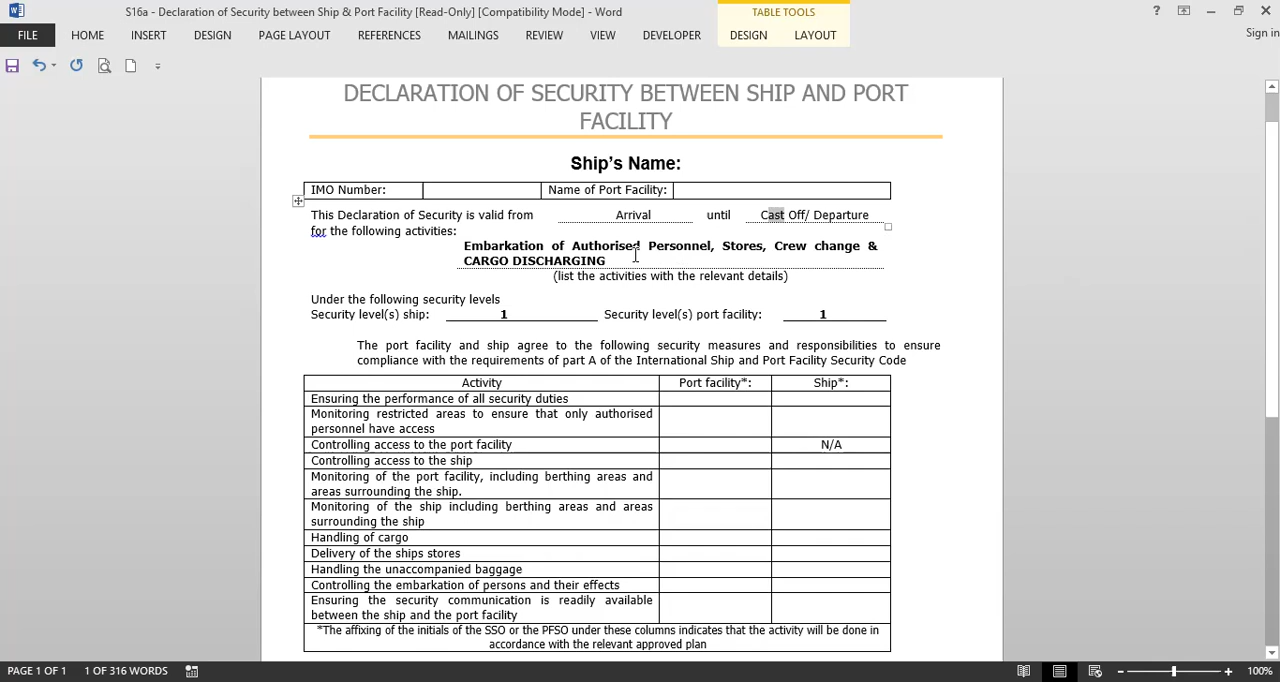 S16a - Declaration of Security between Ship & Port Facility [Read-Only] [Compatibility Mode] - Word
TABLE TOOLS
?
FILE HOME INSERT DESIGN PAGE LAYOUT REFERENCES MAILINGS REVIEW VIEW DEVELOPER DESIGN LAYOUT Sign in
DECLARATION OF SECURITY BETWEEN SHIP AND PORT
FACILITY
Ship's Name:
IMO Number: Name of Port Facility:
This Declaration of Security is valid from Arrival until Cast Off/ Departure
for the following activities:
Embarkation of Authorised Personnel, Stores, Crew change &
CARGO DISCHARGING
(list the activities with the relevant details)
Under the following security levels
Security level(s) ship: 1 Security level(s) port facility: 1
The port facility and ship agree to the following security measures and responsibilities to ensure
compliance with the requirements of part A of the International Ship and Port Facility Security Code
Activity Port facility*: Ship*:
Ensuring the performance of all security duties
Monitoring restricted areas to ensure that only authorised
personnel have access
Controlling access to the port facility N/A
Controlling access to the ship
Monitoring of the port facility, including berthing areas and
areas surrounding the ship.
Monitoring of the ship including berthing areas and areas
surrounding the ship
Handling of cargo
Delivery of the ships stores
Handling the unaccompanied baggage
Controlling the embarkation of persons and their effects
Ensuring the security communication is readily available
between the ship and the port facility
*The affixing of the initials of the SSO or the PFSO under these columns indicates that the activity will be done in
accordance with the relevant approved plan
PAGE 1 OF 1 1 OF 316 WORDS 100%